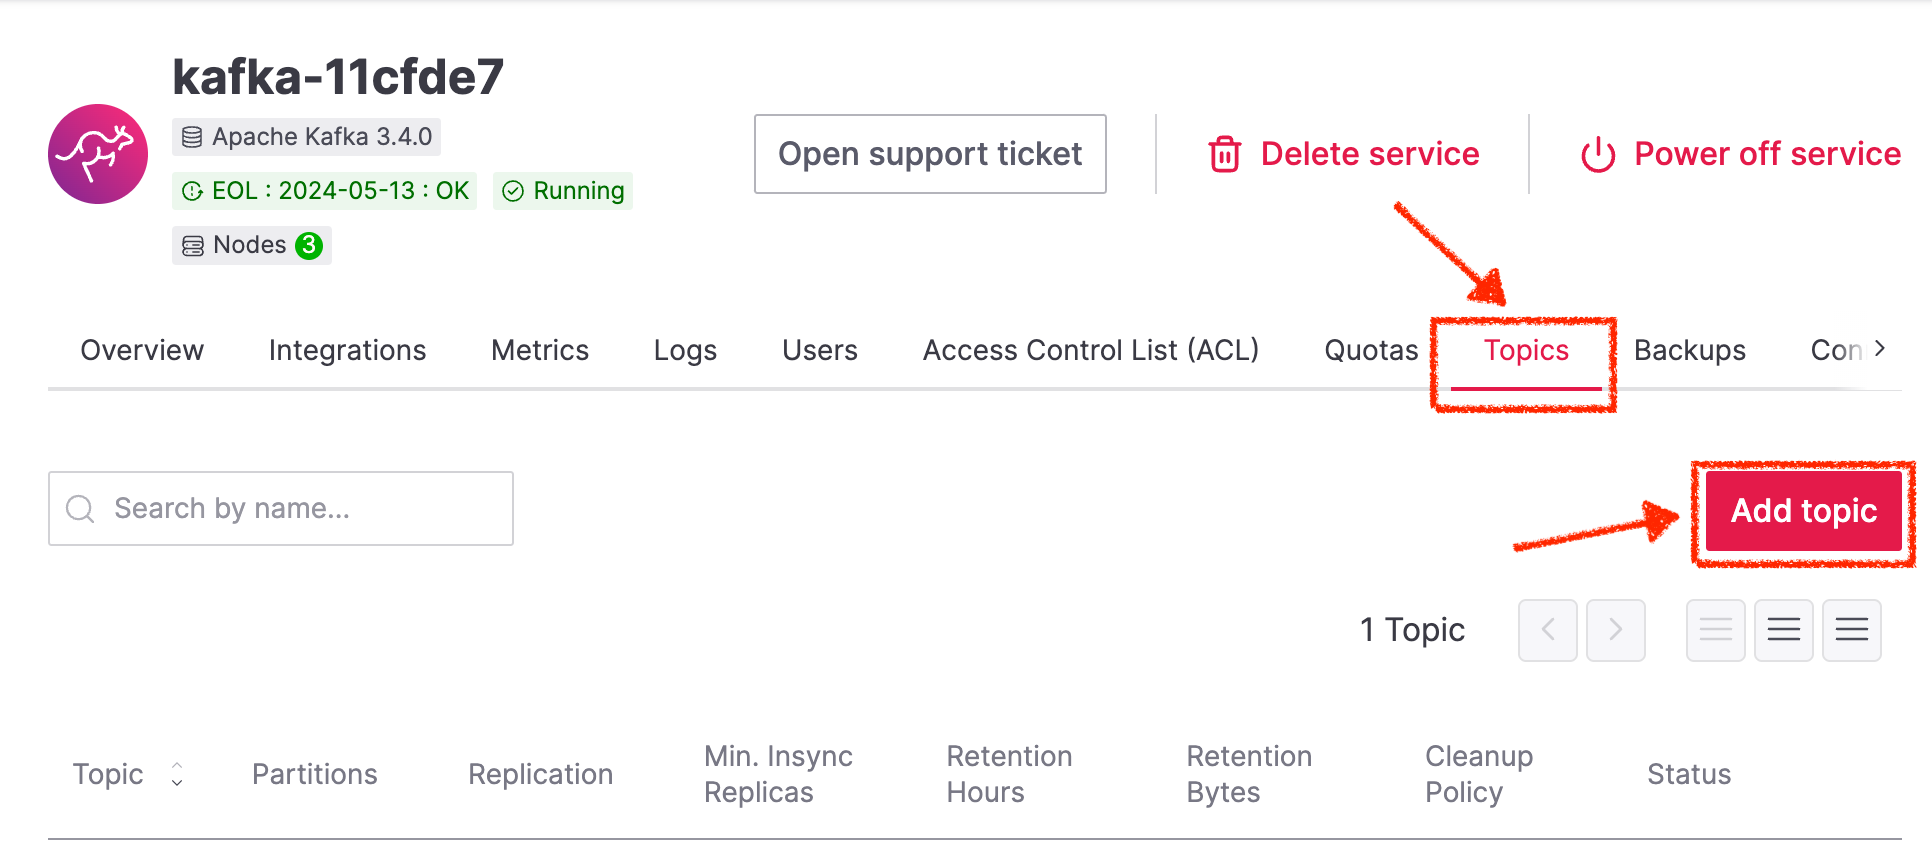 kafka-11cfde7
Apache Kafka 3.4.0
EOL : 2024-05-13 : OK
Running
Nodes 3
Open support ticket
Delete service
Power off service
Overview
Integrations
Metrics
Logs
Users
Access Control List (ACL)
Quotas
Topics
Backups
Con
Search by name...
Add topic
1 Topic
Topic
Partitions
Replication
Min. Insync
Replicas
Retention
Hours
Retention
Bytes
Cleanup
Policy
Status